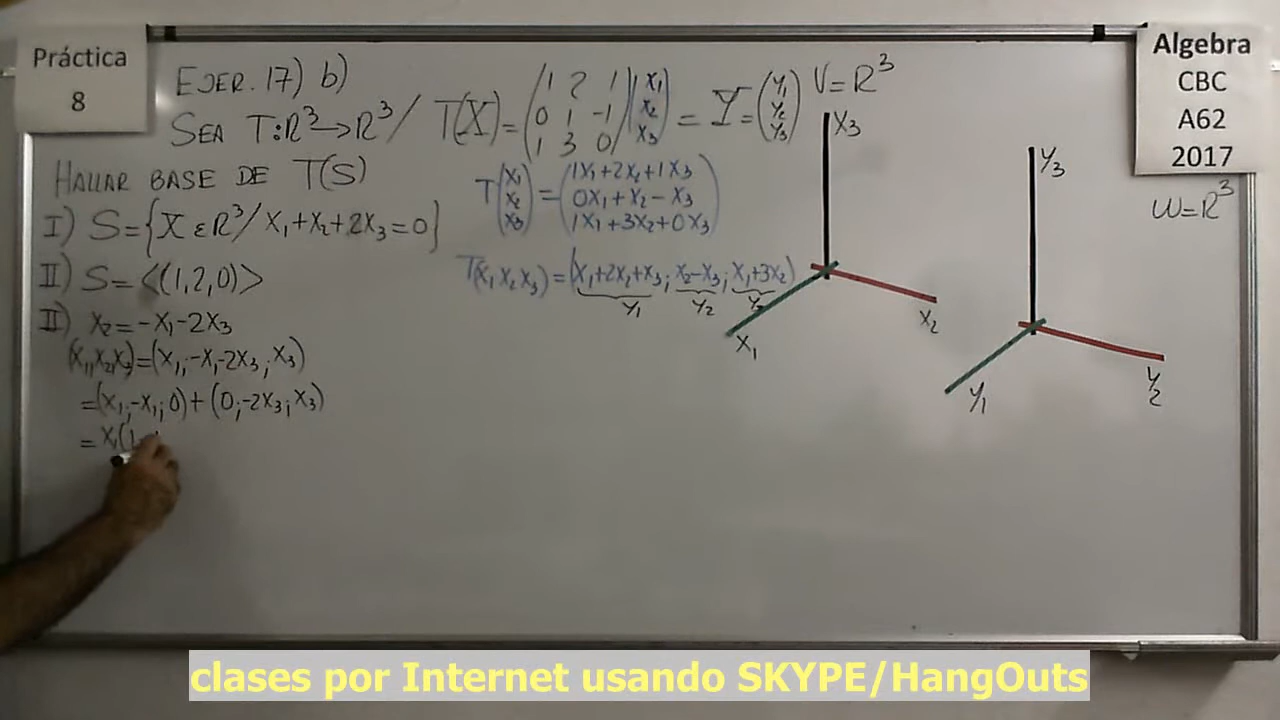 Práctica
8
EJER. 17) b)
SEA T: R³→R³/ T(X)=(1 2 1
0 1 -1
1 3 0)(x₁
x₂
x₃) = Y=(y₁
y₂
y₃)
HALLAR BASE DE T(S)
I) S={X ε R³/ x₁+x₂+2x₃=0}
II) S=<(1,2,0)>
II) x₂=-x₁-2x₃
(x₁,x₂,x₃)=(x₁;-x₁-2x₃;x₃)
=(x₁;-x₁;0)+(0;-2x₃;x₃)
=x₁(1
T(x₁
x₂
x₃)=(1x₁+2x₂+1x₃
0x₁+x₂-x₃
1x₁+3x₂+0x₃)
T(x₁ x₂ x₃)=(x₁+2x₂+x₃; x₂-x₃; x₁+3x₂)
y₁ y₂
V=R³
x₃
x₂
x₁
y₃
y₂
y₁
W=R³
Algebra
CBC
A62
2017
clases por Internet usando SKYPE/HangOuts